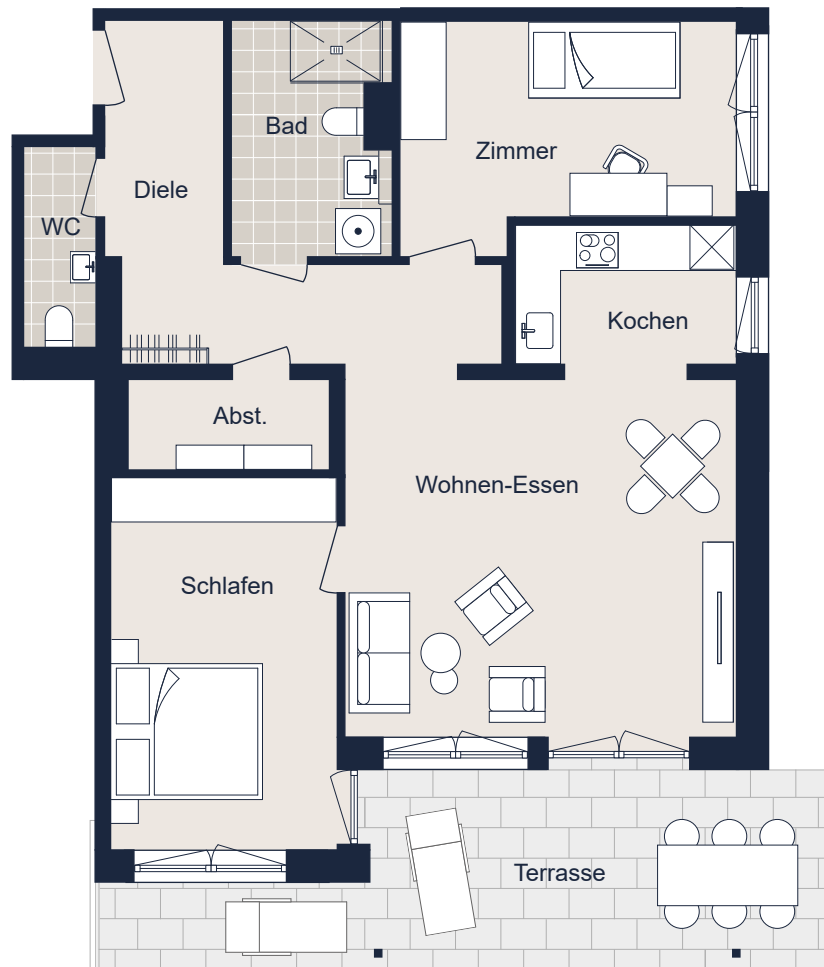 Bad
Zimmer
Diele
WC
Kochen
Abst.
Wohnen-Essen
Schlafen
Terrasse